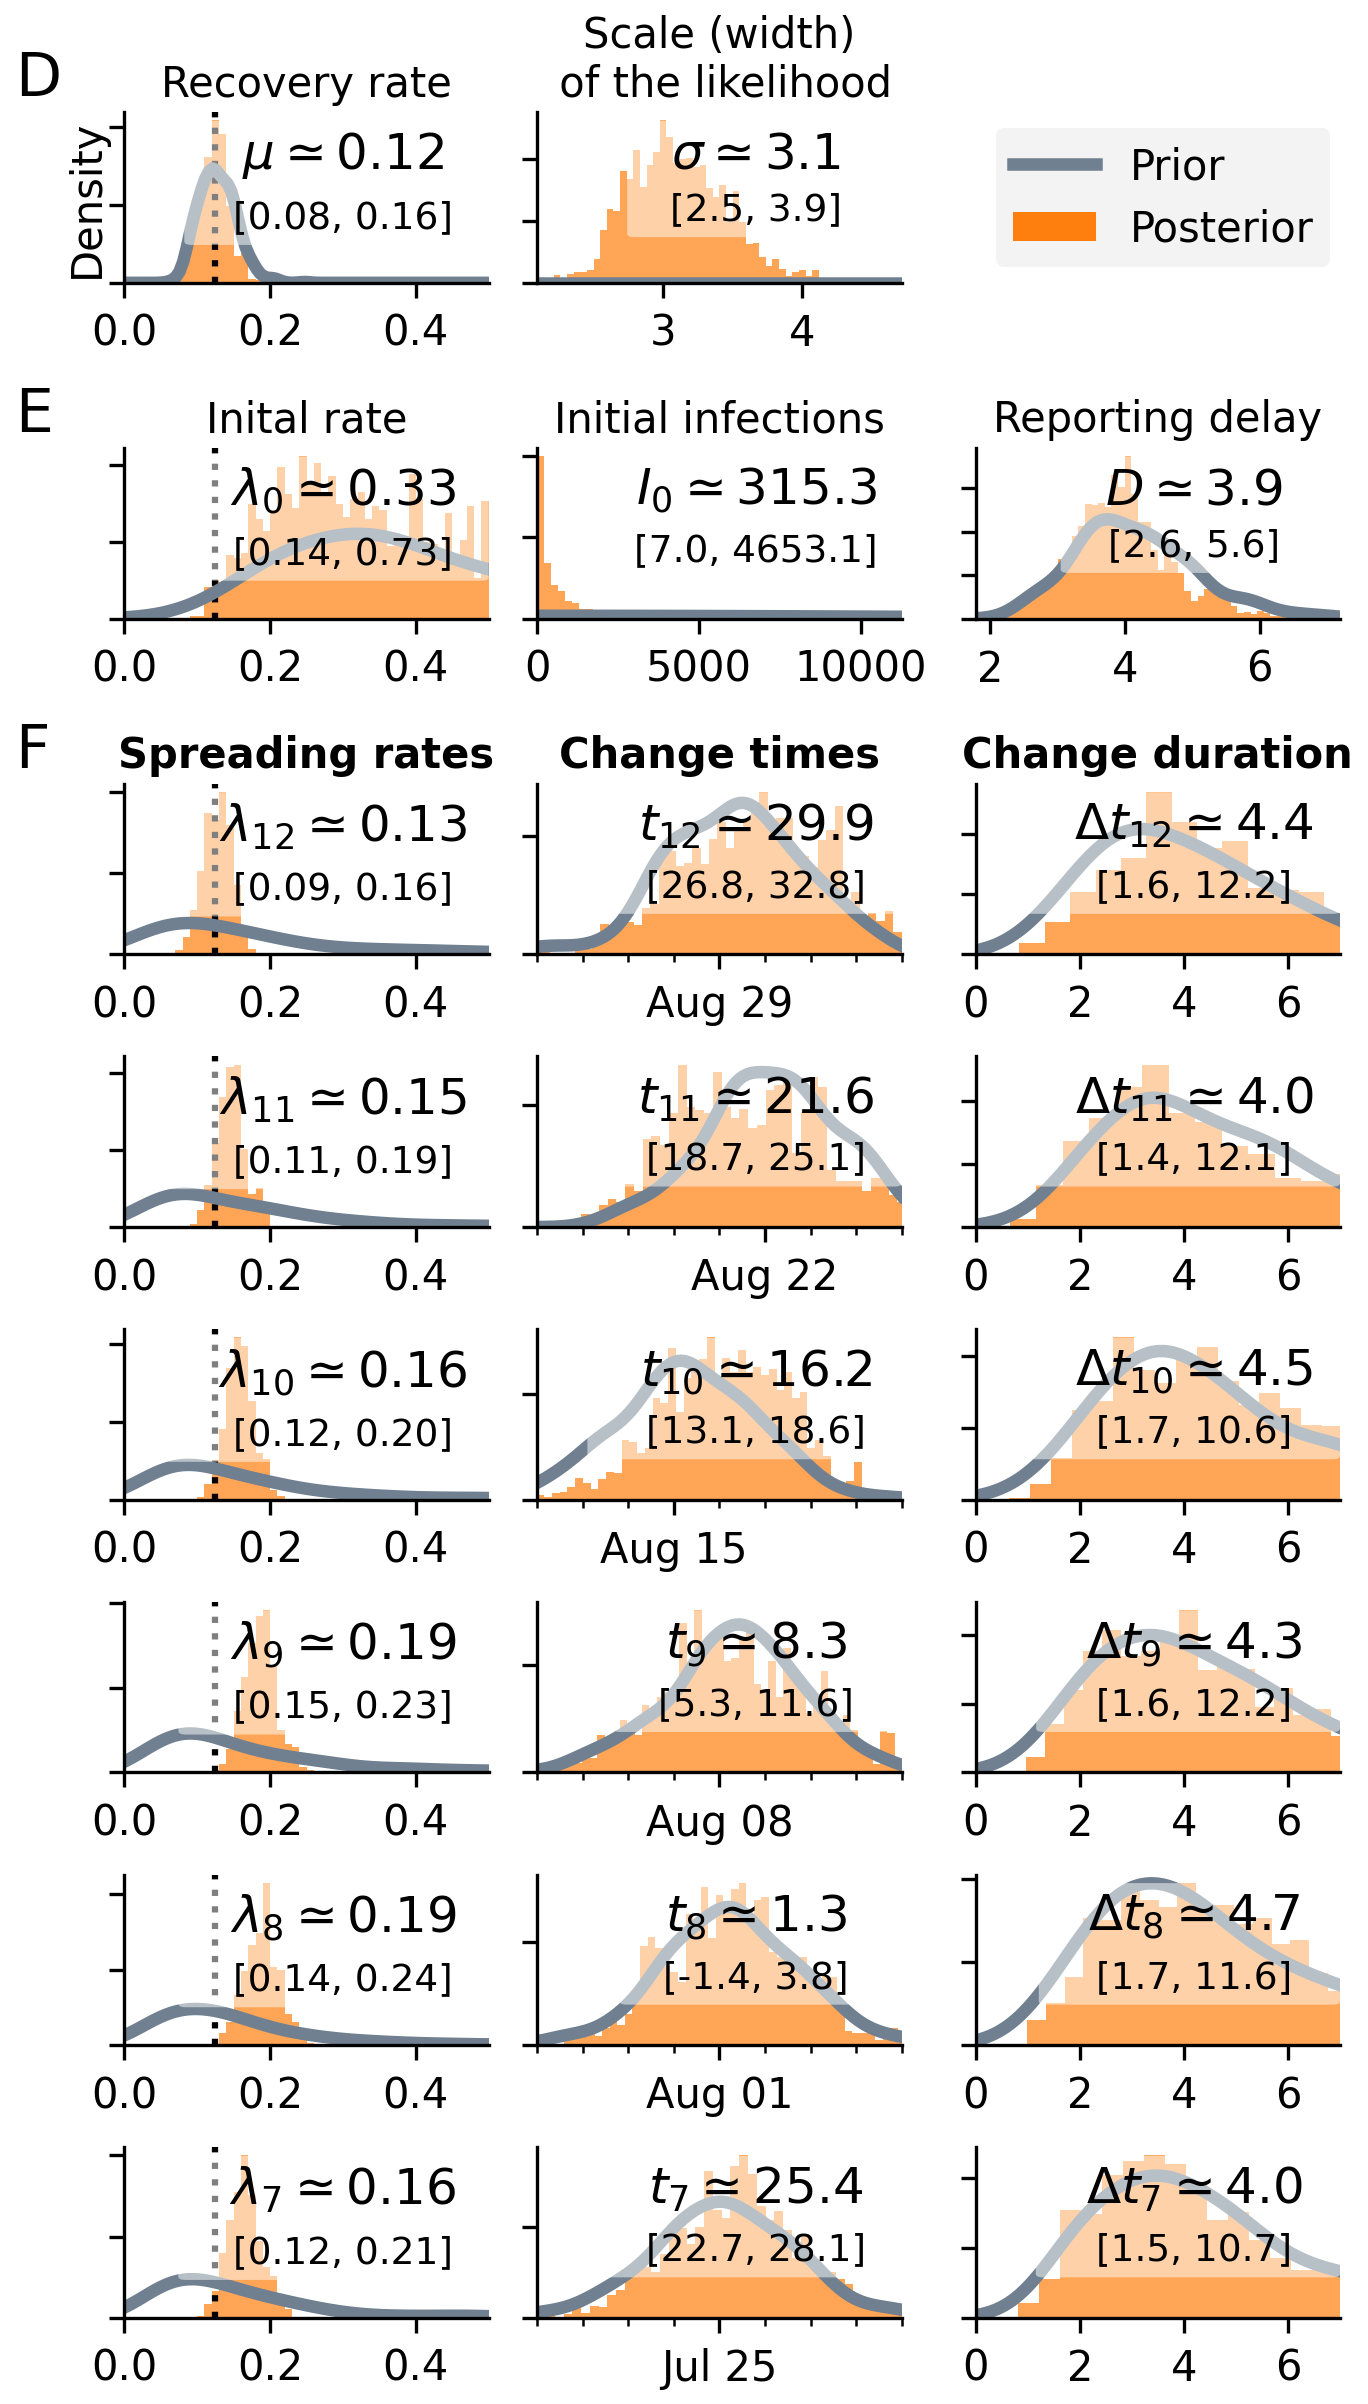 D
Recovery rate
Scale (width)
of the likelihood
Density
μ ≃ 0.12
[0.08, 0.16]
0.0 0.2 0.4
σ ≃ 3.1
[2.5, 3.9]
3 4
Prior
Posterior
E
Inital rate
λ0 ≃ 0.33
[0.14, 0.73]
0.0 0.2 0.4
Initial infections
I0 ≃ 315.3
[7.0, 4653.1]
0 5000 10000
Reporting delay
D ≃ 3.9
[2.6, 5.6]
2 4 6
F
Spreading rates
Change times
Change duration
λ12 ≃ 0.13
[0.09, 0.16]
0.0 0.2 0.4
t12 ≃ 29.9
[26.8, 32.8]
Aug 29
Δt12 ≃ 4.4
[1.6, 12.2]
0 2 4 6
λ11 ≃ 0.15
[0.11, 0.19]
0.0 0.2 0.4
t11 ≃ 21.6
[18.7, 25.1]
Aug 22
Δt11 ≃ 4.0
[1.4, 12.1]
0 2 4 6
λ10 ≃ 0.16
[0.12, 0.20]
0.0 0.2 0.4
t10 ≃ 16.2
[13.1, 18.6]
Aug 15
Δt10 ≃ 4.5
[1.7, 10.6]
0 2 4 6
λ9 ≃ 0.19
[0.15, 0.23]
0.0 0.2 0.4
t9 ≃ 8.3
[5.3, 11.6]
Aug 08
Δt9 ≃ 4.3
[1.6, 12.2]
0 2 4 6
λ8 ≃ 0.19
[0.14, 0.24]
0.0 0.2 0.4
t8 ≃ 1.3
[-1.4, 3.8]
Aug 01
Δt8 ≃ 4.7
[1.7, 11.6]
0 2 4 6
λ7 ≃ 0.16
[0.12, 0.21]
0.0 0.2 0.4
t7 ≃ 25.4
[22.7, 28.1]
Jul 25
Δt7 ≃ 4.0
[1.5, 10.7]
0 2 4 6